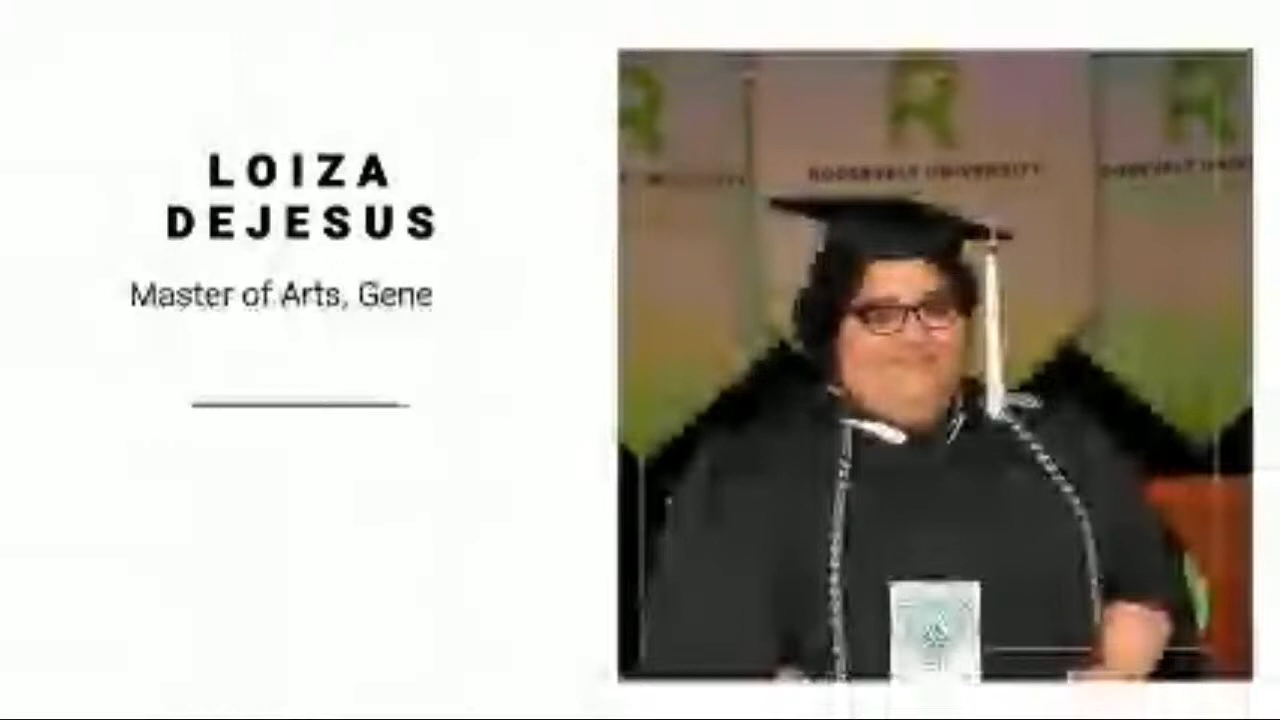 LOIZA
DEJESUS
Master of Arts, Gene
R R R
ROOSEVELT UNIVERSITY